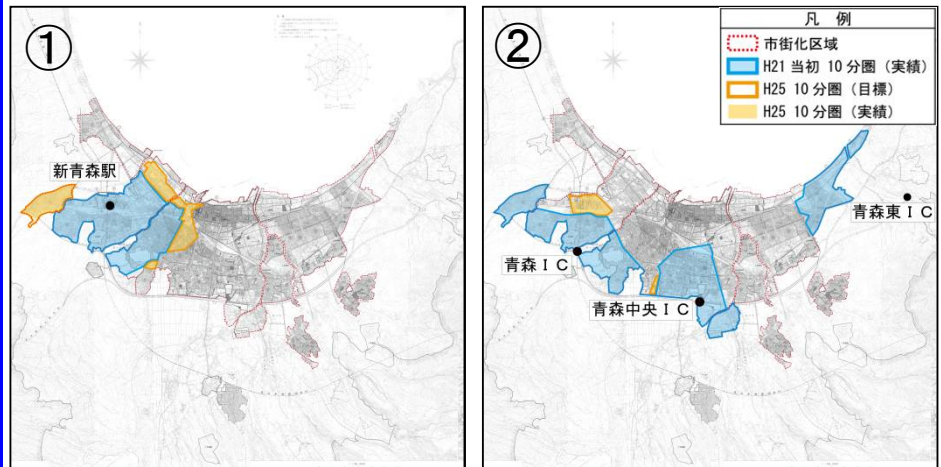 ①
新青森駅
②
凡 例
市街化区域
H21 当初 10 分圏（実績）
H25 10 分圏（目標）
H25 10 分圏（実績）
青森東ＩＣ
青森ＩＣ
青森中央ＩＣ